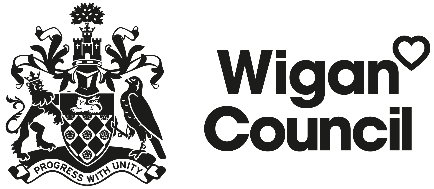 PROGRESS WITH UNITY
Wigan
Council